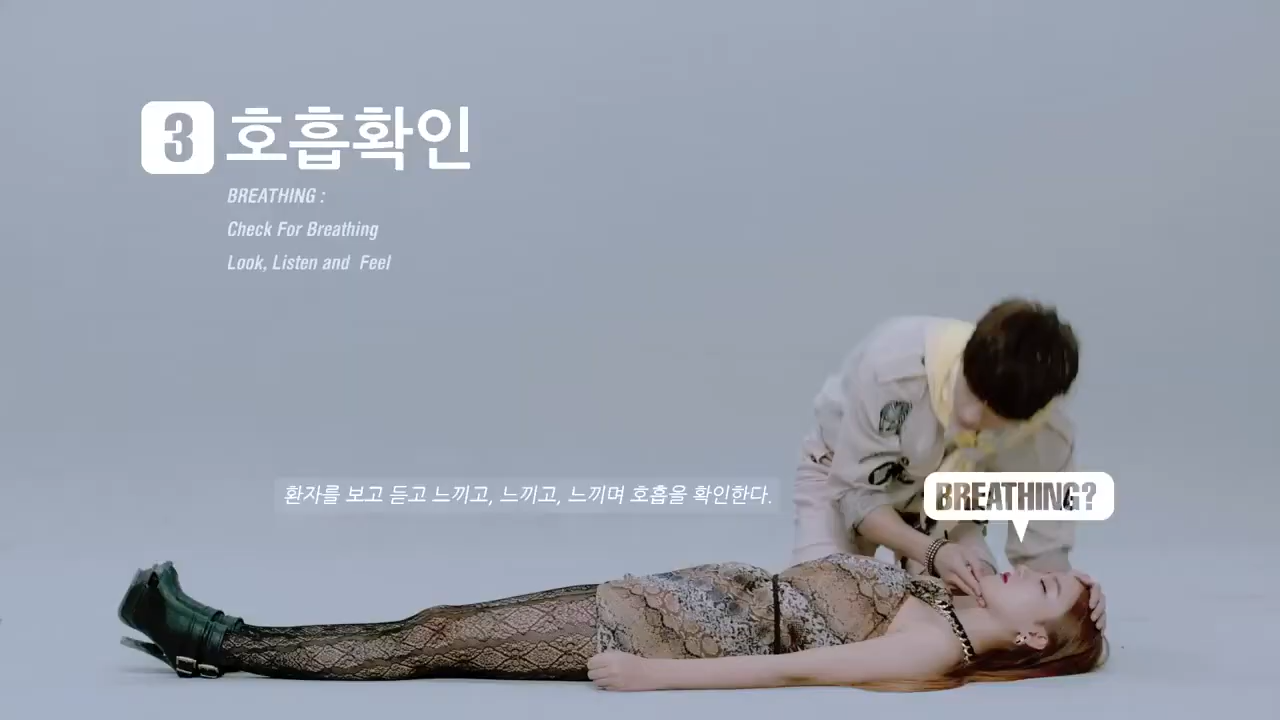 3 호흡확인
BREATHING :
Check For Breathing
Look, Listen and Feel
환자를 보고 듣고 느끼고, 느끼고, 느끼며 호흡을 확인한다.
BREATHING?